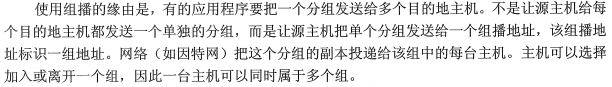 使用组播的缘由是，有的应用程序要把一个分组发送给多个目的地主机。不是让源主机给每
个目的地主机都发送一个单独的分组，而是让源主机把单个分组发送给一个组播地址，该组播地
址标识一组地址。网络（如因特网）把这个分组的副本投递给该组中的每台主机。主机可以选择
加入或离开一个组，因此一台主机可以同时属于多个组。